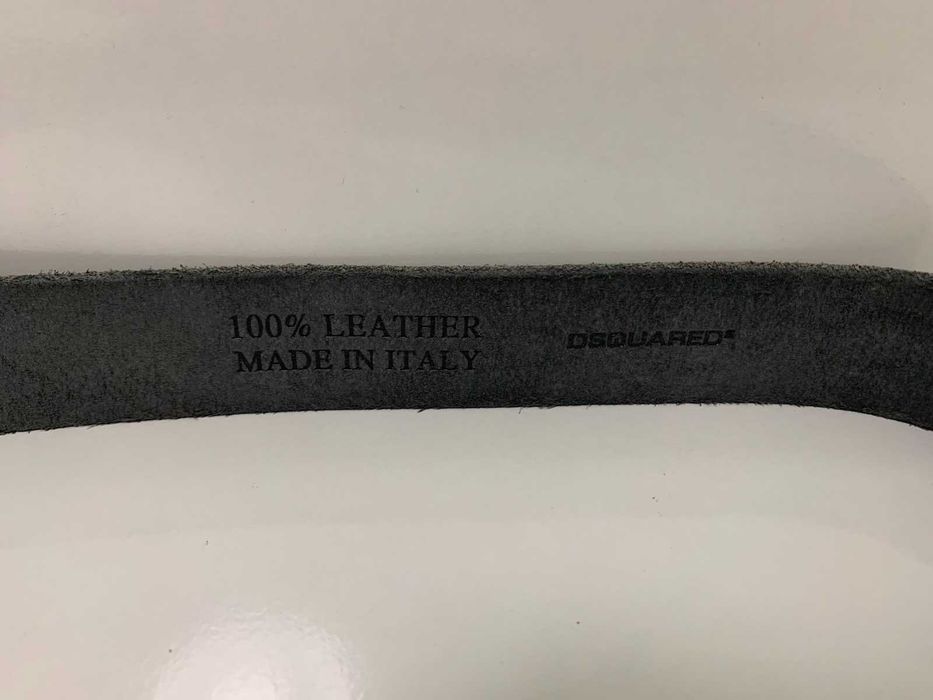 100% LEATHER
MADE IN ITALY
DSQUARED²